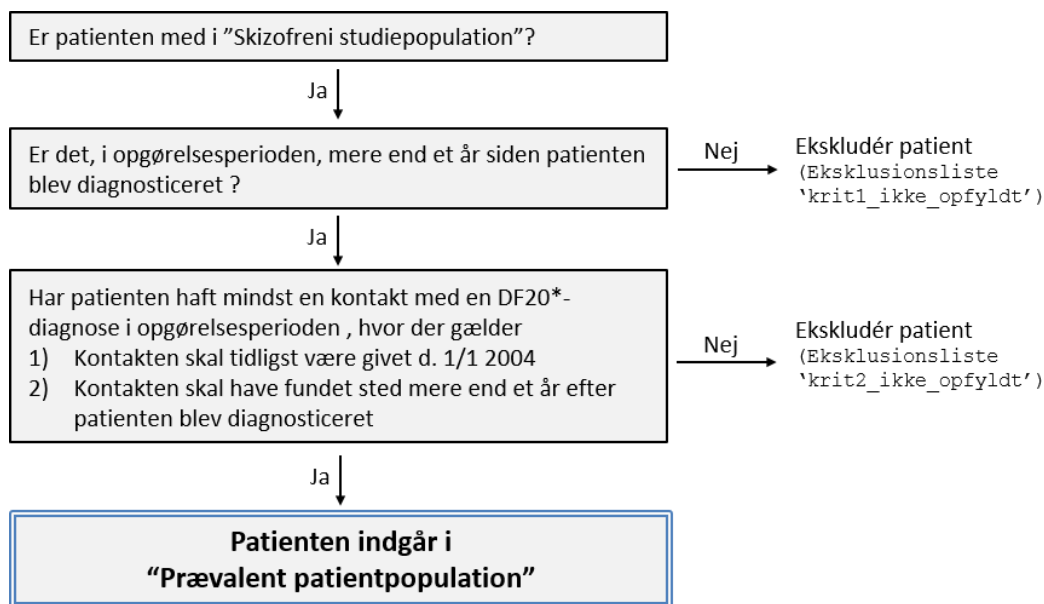 Er patienten med i ”Skizofreni studiepopulation”?
Ja
Er det, i opgørelsesperioden, mere end et år siden patienten
blev diagnosticeret ?
Nej
Ekskludér patient
(Eksklusionsliste
‘krit1_ikke_opfyldt’)
Ja
Har patienten haft mindst en kontakt med en DF20*-
diagnose i opgørelsesperioden , hvor der gælder
1) Kontakten skal tidligst være givet d. 1/1 2004
2) Kontakten skal have fundet sted mere end et år efter
patienten blev diagnosticeret
Nej
Ekskludér patient
(Eksklusionsliste
‘krit2_ikke_opfyldt’)
Ja
Patienten indgår i
“Prævalent patientpopulation”